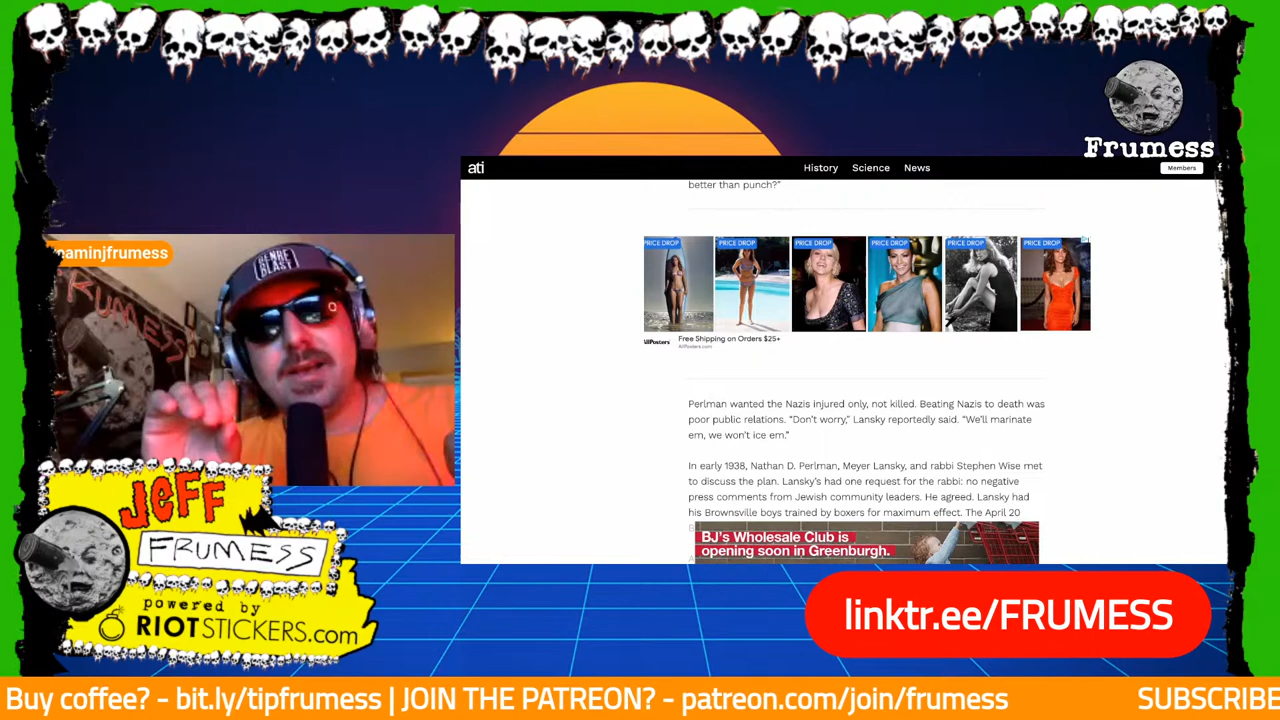 Frumess
ati
History
Science
News
Members
better than punch?"
PRICE DROP
PRICE DROP
PRICE DROP
PRICE DROP
PRICE DROP
PRICE DROP
Free Shipping on Orders $25+
AllPosters.com
eaminjfrumess
GENRE
BLAST
FRUMESS
Perlman wanted the Nazis injured only, not killed. Beating Nazis to death was
poor public relations. “Don’t worry,” Lansky reportedly said. “We’ll marinate
em, we won’t ice em.”
In early 1938, Nathan D. Perlman, Meyer Lansky, and rabbi Stephen Wise met
to discuss the plan. Lansky’s had one request for the rabbi: no negative
press comments from Jewish community leaders. He agreed. Lansky had
his Brownsville boys trained by boxers for maximum effect. The April 20
BJ's Wholesale Club is
opening soon in Greenburgh.
JEFF
FRUMESS
powered by
RIOTSTICKERS.com
linktr.ee/FRUMESS
Buy coffee? - bit.ly/tipfrumess | JOIN THE PATREON? - patreon.com/join/frumess
SUBSCRIBE